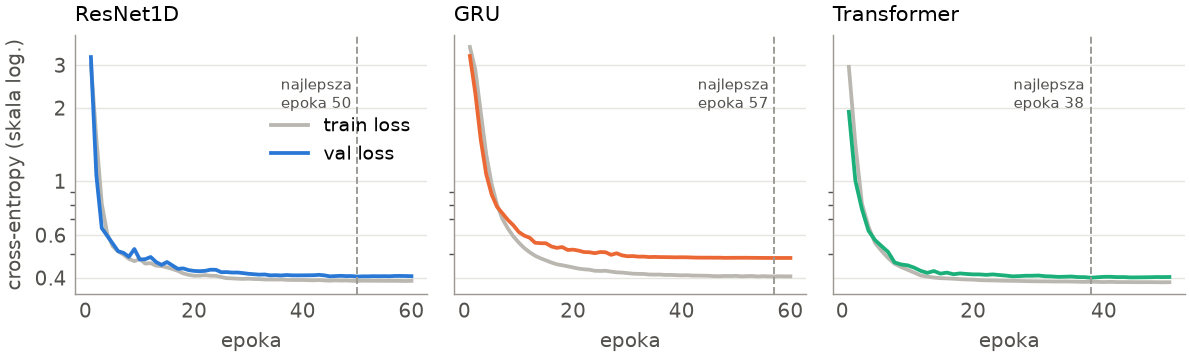 ResNet1D
GRU
Transformer
cross-entropy (skala log.)
3
2
1
0.6
0.4
najlepsza
epoka 50
train loss
val loss
0
20
40
60
epoka
najlepsza
epoka 57
0
20
40
60
epoka
najlepsza
epoka 38
0
20
40
epoka